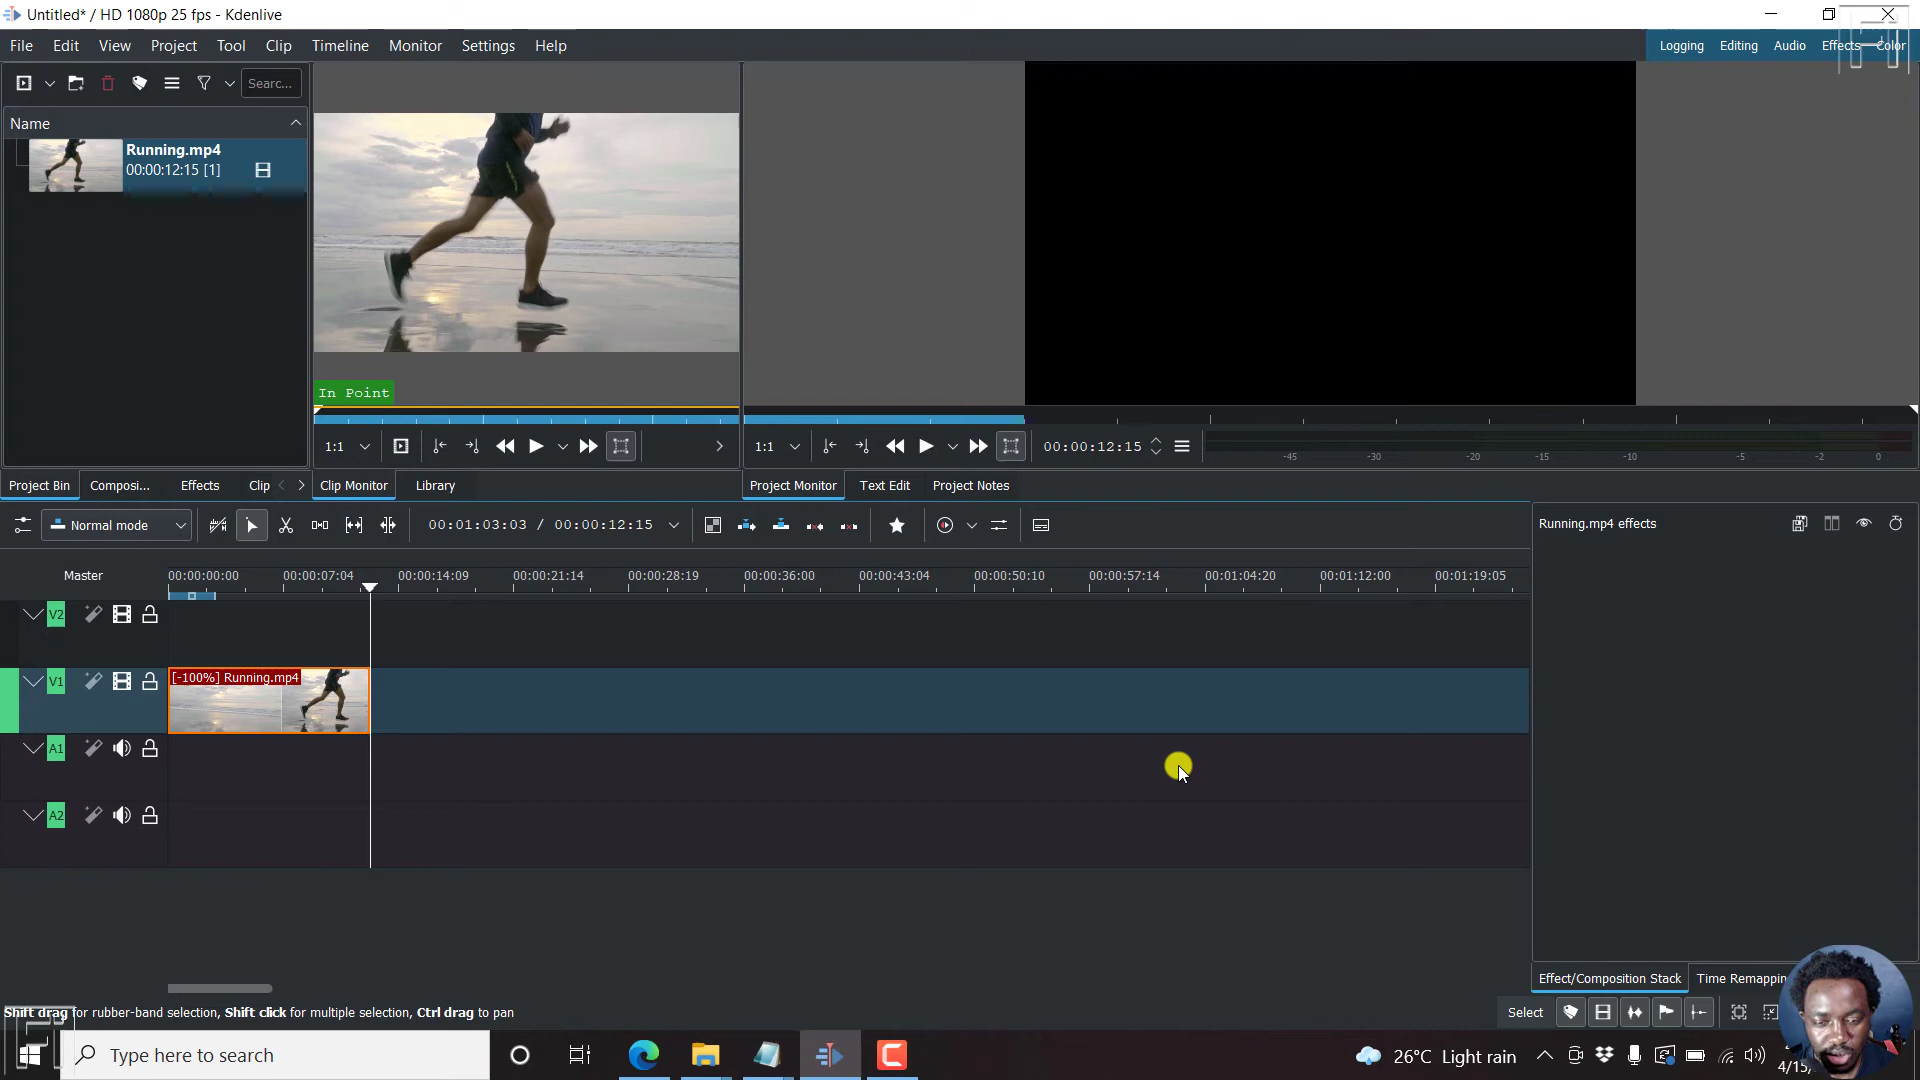 Untitled* / HD 1080p 25 fps - Kdenlive
File Edit View Project Tool Clip Timeline Monitor Settings Help
Logging Editing Audio Effects Color
Searc...
Name
Running.mp4
00:00:12:15 [1]
In Point
1:1
1:1
00:00:12:15
-45 -30 -20 -15 -10 -5 -2 0
Project Bin Composi... Effects Clip Clip Monitor Library Project Monitor Text Edit Project Notes
Normal mode
00:01:03:03 / 00:00:12:15
Running.mp4 effects
Master
00:00:00:00 00:00:07:04 00:00:14:09 00:00:21:14 00:00:28:19 00:00:36:00 00:00:43:04 00:00:50:10 00:00:57:14 00:01:04:20 00:01:12:00 00:01:19:05
V2
V1
[-100%] Running.mp4
A1
A2
Effect/Composition Stack Time Remappin
Shift drag for rubber-band selection, Shift click for multiple selection, Ctrl drag to pan
Select
Type here to search
26°C Light rain
4/15/